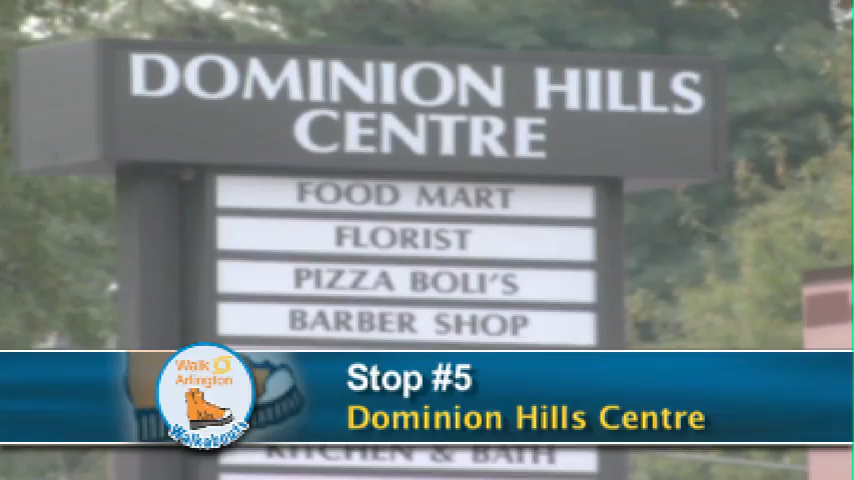 DOMINION HILLS
CENTRE
FOOD MART
FLORIST
PIZZA BOLI'S
BARBER SHOP
Walk
Arlington
Walkabouts
Stop #5
Dominion Hills Centre
KITCHEN & BATH